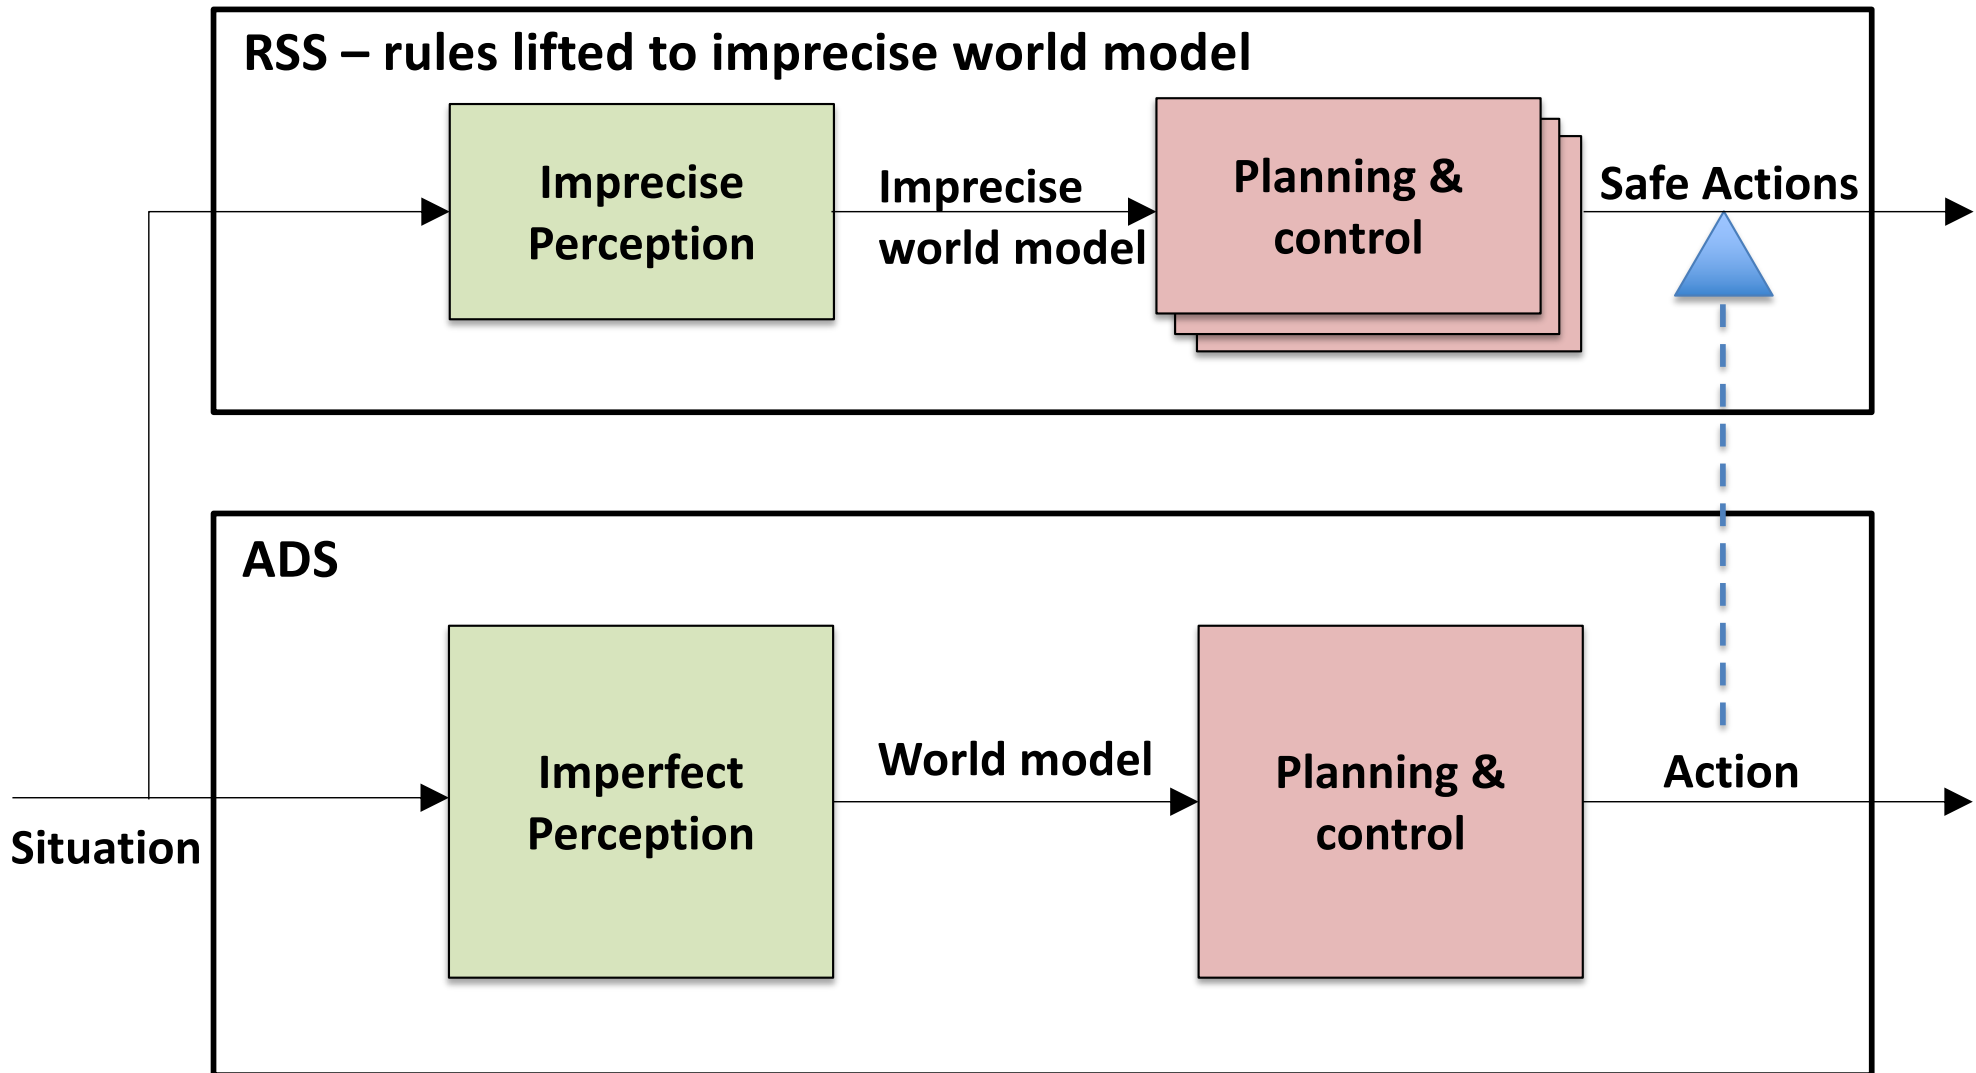 RSS – rules lifted to imprecise world model
Imprecise
Perception
Imprecise
world model
Planning &
control
Safe Actions
ADS
Situation
Imperfect
Perception
World model
Planning &
control
Action